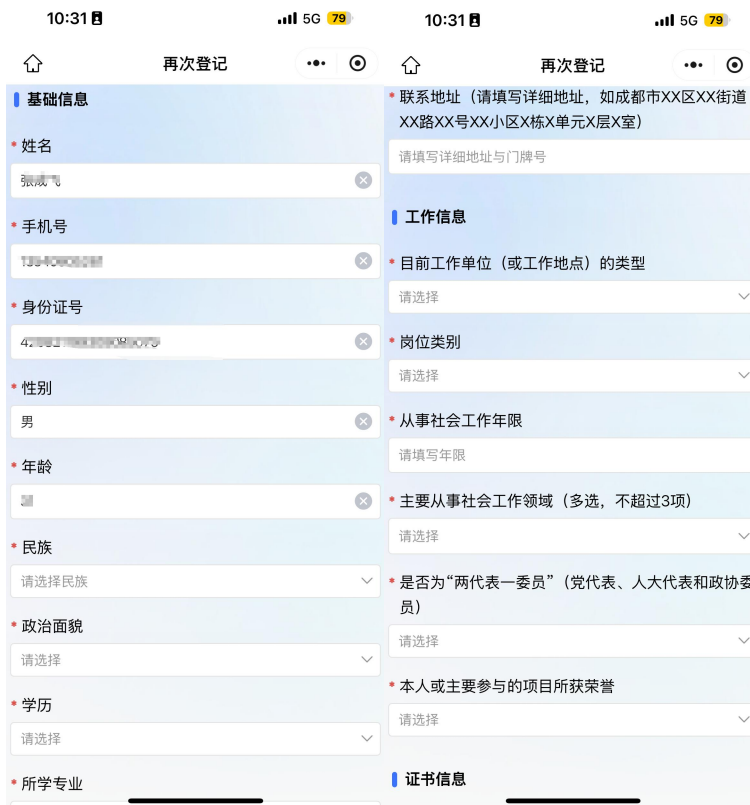 10:31
5G 79
再次登记
基础信息
* 姓名
* 手机号
* 身份证号
* 性别
男
* 年龄
* 民族
请选择民族
* 政治面貌
请选择
* 学历
请选择
* 所学专业
10:31
5G 79
再次登记
* 联系地址（请填写详细地址，如成都市XX区XX街道
XX路XX号XX小区X栋X单元X层X室）
请填写详细地址与门牌号
工作信息
* 目前工作单位（或工作地点）的类型
请选择
* 岗位类别
请选择
* 从事社会工作年限
请填写年限
* 主要从事社会工作领域（多选，不超过3项）
请选择
* 是否为“两代表一委员”（党代表、人大代表和政协委
员）
请选择
* 本人或主要参与的项目所获荣誉
请选择
证书信息